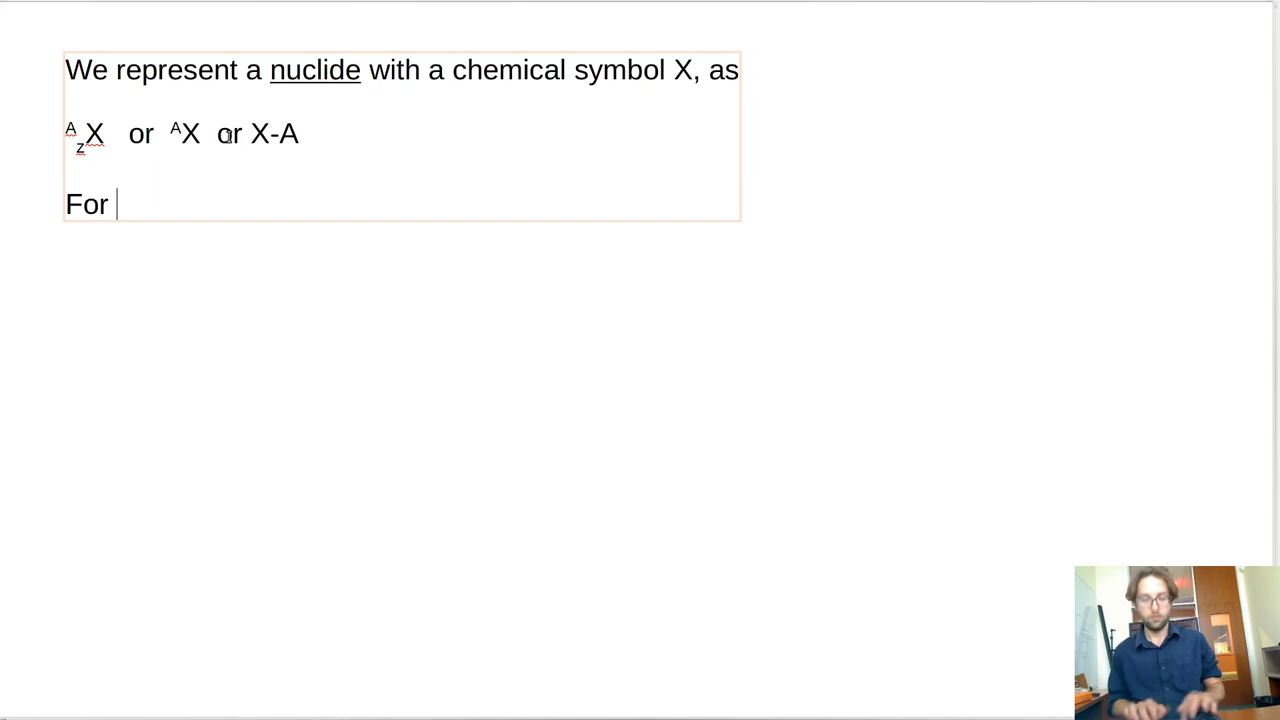 We represent a nuclide with a chemical symbol X, as
ᴬzX or ᴬX or X-A
For